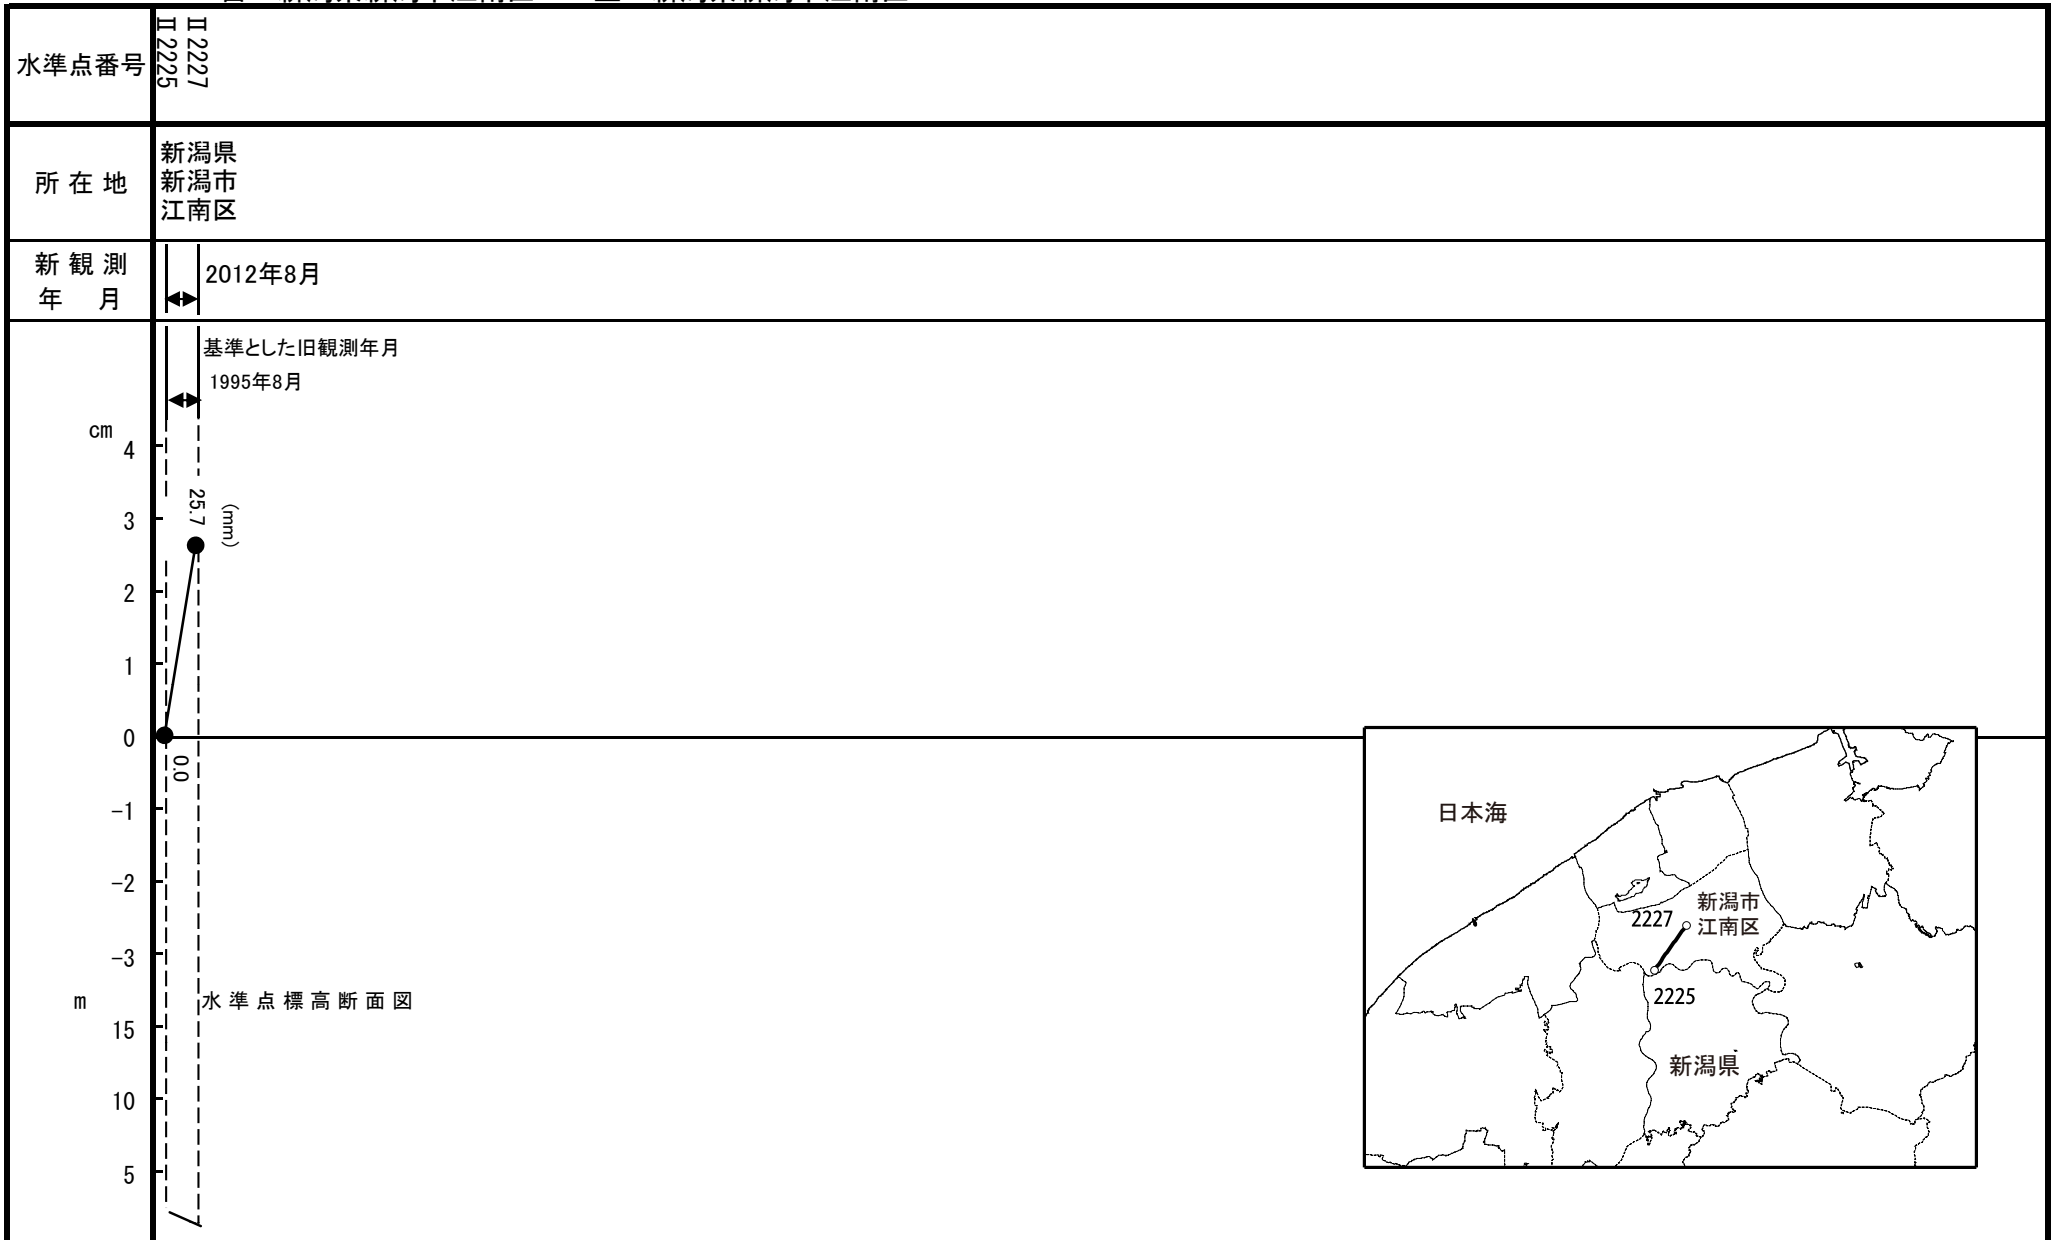 水準点番号
II 2225
II 2227
所在地
新潟県
新潟市
江南区
新観測
年 月
2012年8月
基準とした旧観測年月
1995年8月
cm
4
3
2
1
0
-1
-2
-3
25.7
(mm)
0.0
m
水準点標高断面図
15
10
5
日本海
新潟市
江南区
2227
2225
新潟県